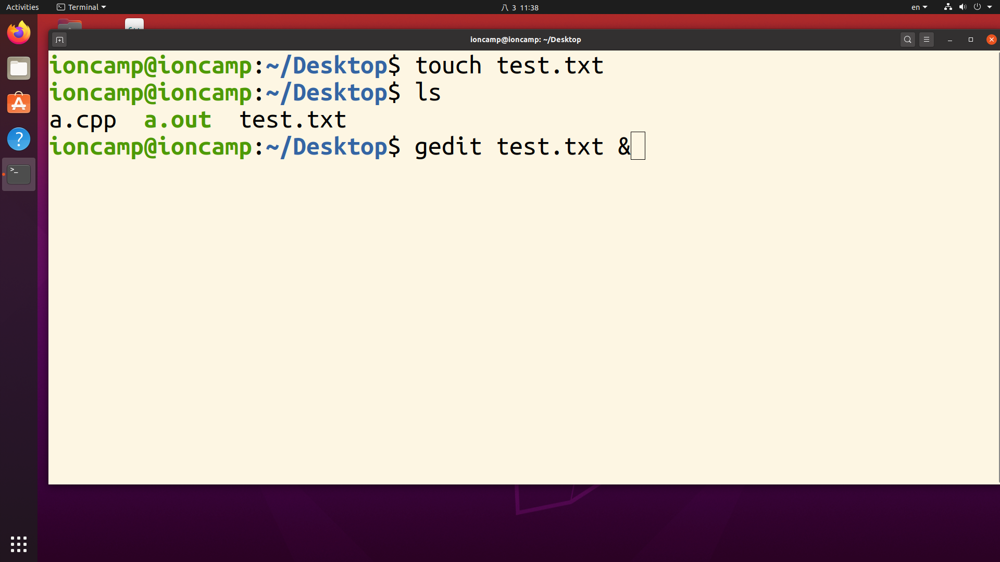 Activities Terminal 八 3 11:38 en
ioncamp@ioncamp: ~/Desktop
ioncamp@ioncamp:~/Desktop$ touch test.txt
ioncamp@ioncamp:~/Desktop$ ls
a.cpp a.out test.txt
ioncamp@ioncamp:~/Desktop$ gedit test.txt &